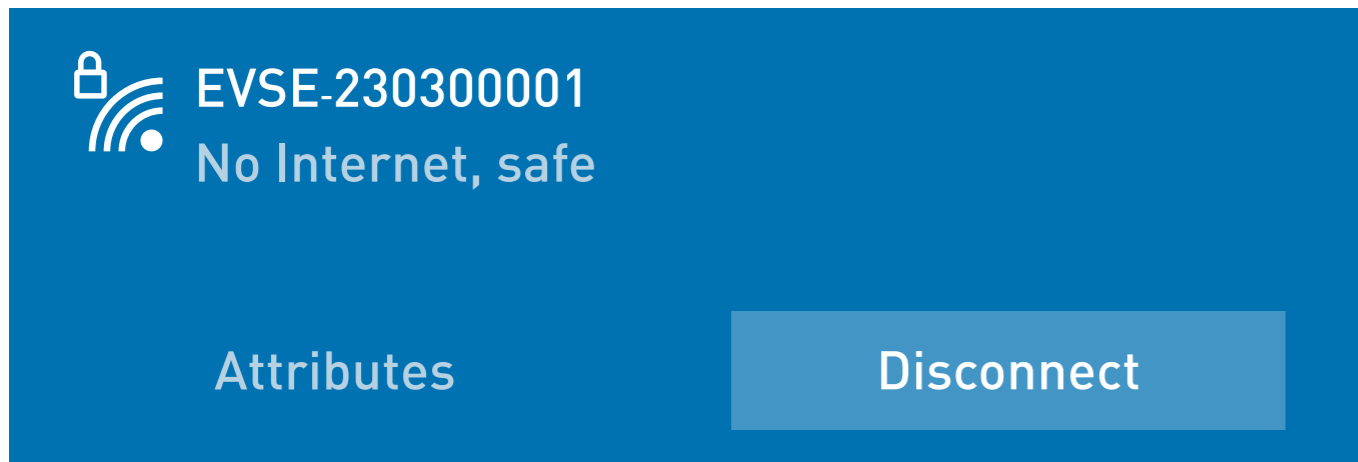 EVSE-230300001
No Internet, safe
Attributes
Disconnect